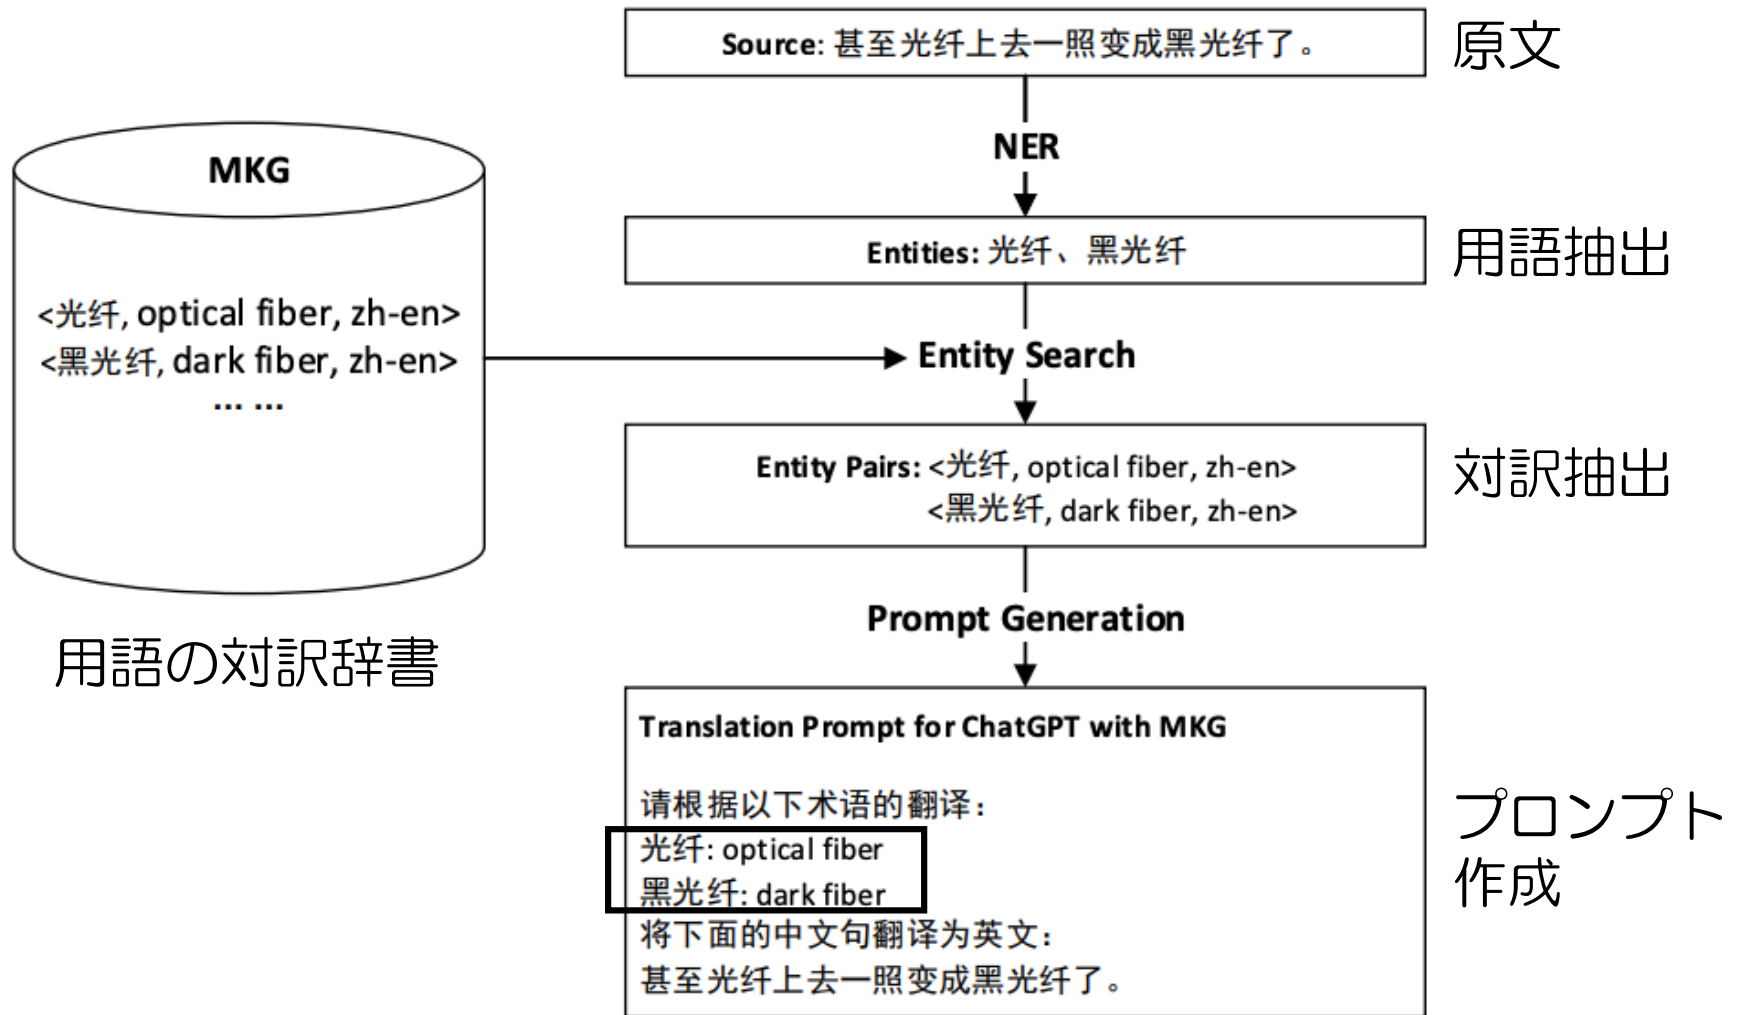 Source: 甚至光纤上去一照变成黑光纤了。
原文
NER
MKG
Entities: 光纤、黑光纤
用語抽出
<光纤, optical fiber, zh-en>
<黑光纤, dark fiber, zh-en>
... ...
Entity Search
Entity Pairs: <光纤, optical fiber, zh-en>
<黑光纤, dark fiber, zh-en>
対訳抽出
Prompt Generation
用語の対訳辞書
Translation Prompt for ChatGPT with MKG
请根据以下术语的翻译：
光纤: optical fiber
黑光纤: dark fiber
将下面的中文句翻译为英文：
甚至光纤上去一照变成黑光纤了。
プロンプト
作成